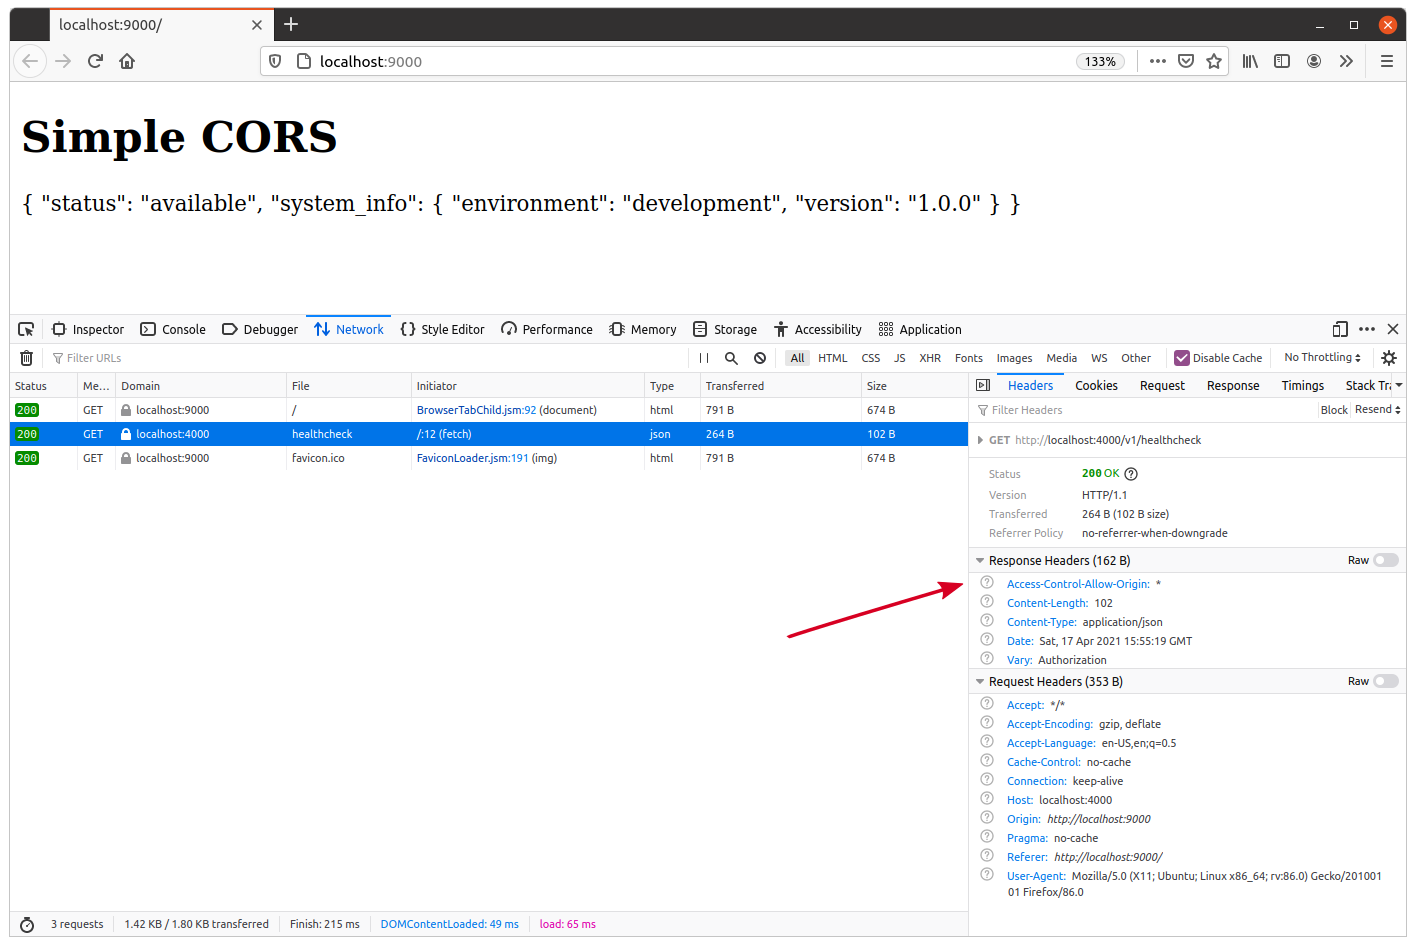 localhost:9000/
localhost:9000
133%
Simple CORS
{ "status": "available", "system_info": { "environment": "development", "version": "1.0.0" } }
Inspector Console Debugger Network Style Editor Performance Memory Storage Accessibility Application
Filter URLs
All HTML CSS JS XHR Fonts Images Media WS Other Disable Cache No Throttling
Status Me... Domain File Initiator Type Transferred Size
200 GET localhost:9000 / BrowserTabChild.jsm:92 (document) html 791 B 674 B
200 GET localhost:4000 healthcheck /:12 (fetch) json 264 B 102 B
200 GET localhost:9000 favicon.ico FaviconLoader.jsm:191 (img) html 791 B 674 B
Headers Cookies Request Response Timings Stack Tra
Filter Headers Block Resend
GET http://localhost:4000/v1/healthcheck
Status 200 OK
Version HTTP/1.1
Transferred 264 B (102 B size)
Referrer Policy no-referrer-when-downgrade
Response Headers (162 B) Raw
Access-Control-Allow-Origin: *
Content-Length: 102
Content-Type: application/json
Date: Sat, 17 Apr 2021 15:55:19 GMT
Vary: Authorization
Request Headers (353 B) Raw
Accept: */*
Accept-Encoding: gzip, deflate
Accept-Language: en-US,en;q=0.5
Cache-Control: no-cache
Connection: keep-alive
Host: localhost:4000
Origin: http://localhost:9000
Pragma: no-cache
Referer: http://localhost:9000/
User-Agent: Mozilla/5.0 (X11; Ubuntu; Linux x86_64; rv:86.0) Gecko/201001
01 Firefox/86.0
3 requests 1.42 KB / 1.80 KB transferred Finish: 215 ms DOMContentLoaded: 49 ms load: 65 ms